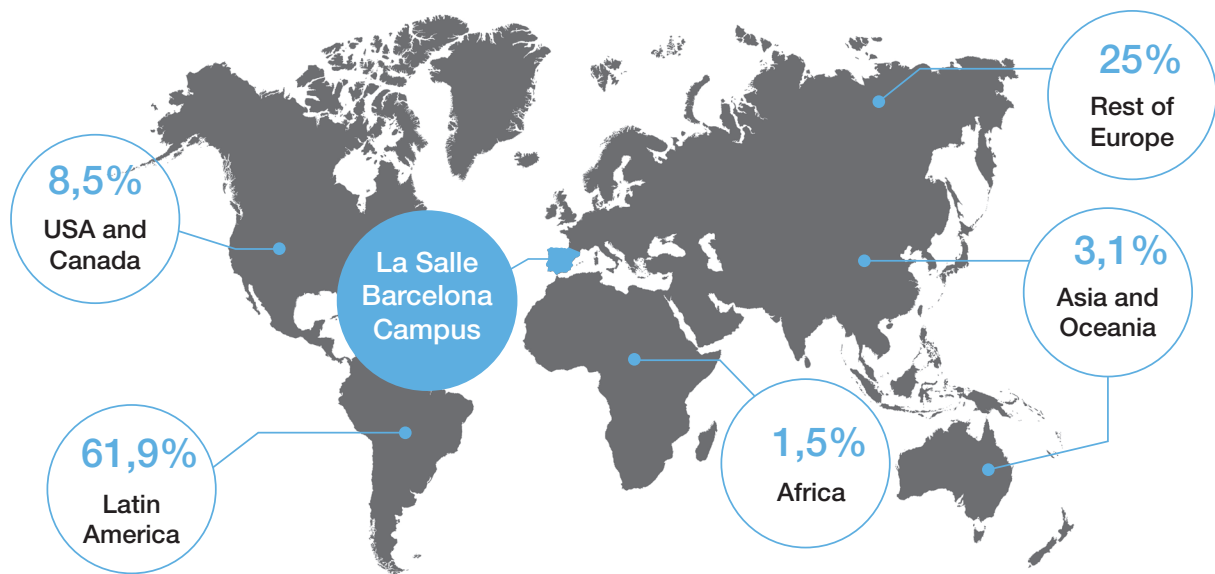 25%
Rest of
Europe
8,5%
USA and
Canada
La Salle
Barcelona
Campus
3,1%
Asia and
Oceania
61,9%
Latin
America
1,5%
Africa